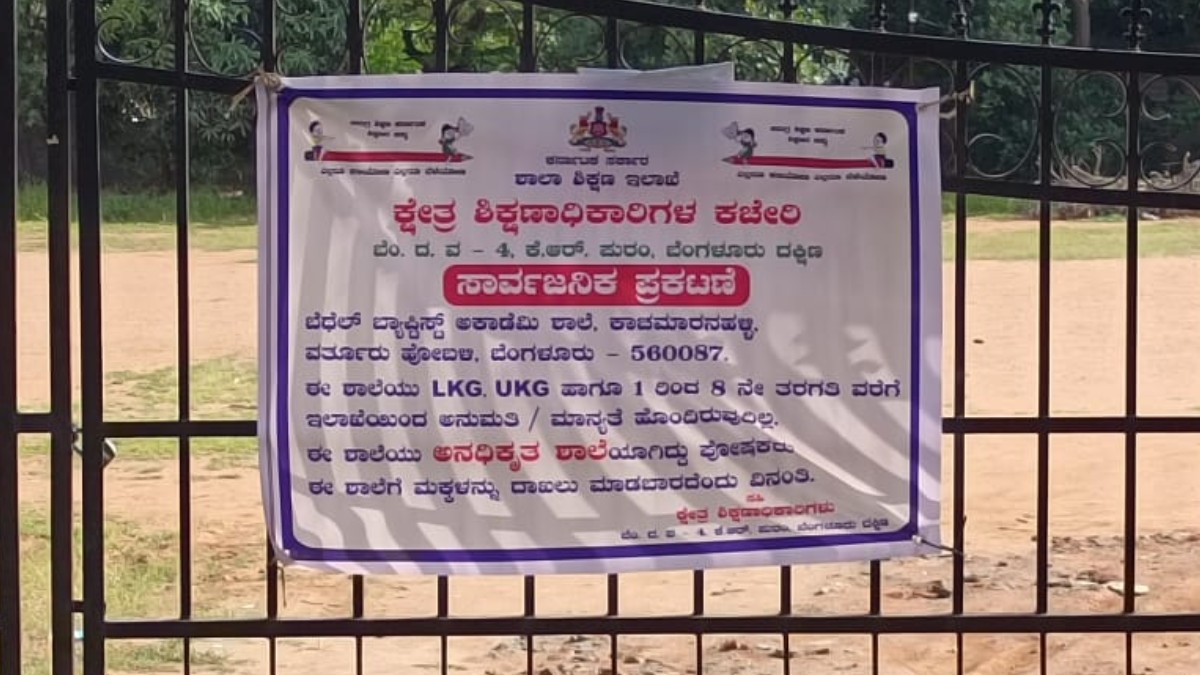 ಕರ್ನಾಟಕ ಸರ್ಕಾರ
ಶಾಲಾ ಶಿಕ್ಷಣ ಇಲಾಖೆ
ಕ್ಷೇತ್ರ ಶಿಕ್ಷಣಾಧಿಕಾರಿಗಳ ಕಚೇರಿ
ಬೆಂ. ದ. ವ - 4, ಕೆ.ಆರ್. ಪುರಂ, ಬೆಂಗಳೂರು ದಕ್ಷಿಣ
ಸಾರ್ವಜನಿಕ ಪ್ರಕಟಣೆ
ಬೆಥೆಲ್ ಬ್ಯಾಪ್ಟಿಸ್ಟ್ ಅಕಾಡೆಮಿ ಶಾಲೆ, ಕಾಚಮಾರನಹಳ್ಳಿ,
ವರ್ತೂರು ಹೋಬಳಿ, ಬೆಂಗಳೂರು - 560087.
ಈ ಶಾಲೆಯು LKG, UKG ಹಾಗೂ 1 ರಿಂದ 8 ನೇ ತರಗತಿ ವರೆಗೆ
ಇಲಾಖೆಯಿಂದ ಅನುಮತಿ / ಮಾನ್ಯತೆ ಹೊಂದಿರುವುದಿಲ್ಲ.
ಈ ಶಾಲೆಯು ಅನಧಿಕೃತ ಶಾಲೆಯಾಗಿದ್ದು ಪೋಷಕರು
ಈ ಶಾಲೆಗೆ ಮಕ್ಕಳನ್ನು ದಾಖಲು ಮಾಡಬಾರದೆಂದು ವಿನಂತಿ.
ಸಹಿ
ಕ್ಷೇತ್ರ ಶಿಕ್ಷಣಾಧಿಕಾರಿಗಳು
ಬೆಂ. ದ. ವ - 4, ಕೆ.ಆರ್. ಪುರಂ, ಬೆಂಗಳೂರು ದಕ್ಷಿಣ